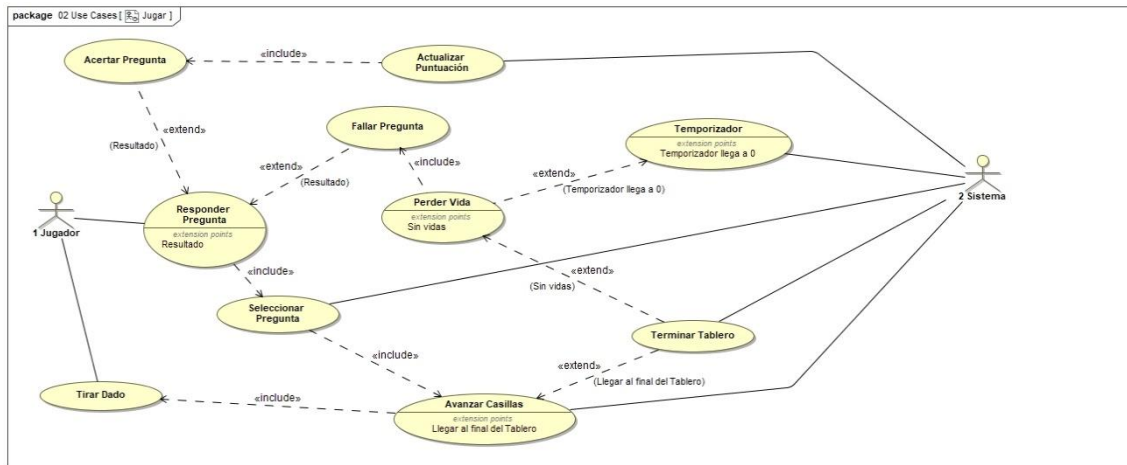 package 02 Use Cases [ Jugar ]
Acertar Pregunta
«include»
Actualizar
Puntuación
«extend»
(Resultado)
Fallar Pregunta
«extend»
(Resultado)
«include»
Temporizador
extension points
Temporizador llega a 0
«extend»
(Temporizador llega a 0)
Perder Vida
extension points
Sin vidas
1 Jugador
Responder
Pregunta
extension points
Resultado
2 Sistema
«include»
«extend»
(Sin vidas)
Seleccionar
Pregunta
Terminar Tablero
«include»
«extend»
(Llegar al final del Tablero)
Tirar Dado
«include»
Avanzar Casillas
extension points
Llegar al final del Tablero